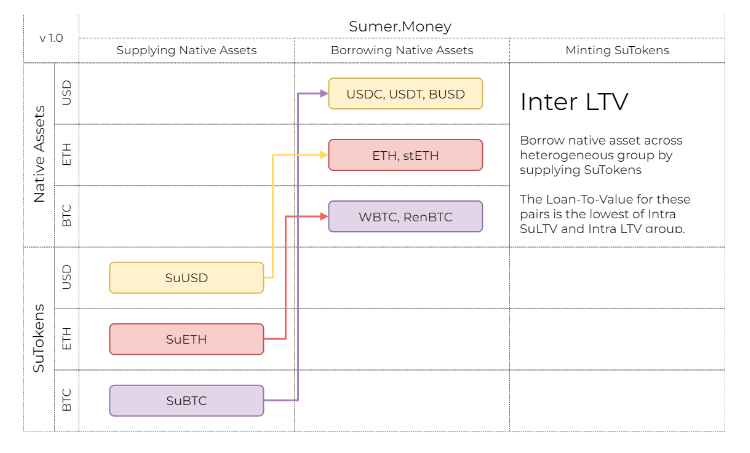 Sumer.Money
v 1.0
Supplying Native Assets
Borrowing Native Assets
Minting SuTokens
Native Assets
USD
USDC, USDT, BUSD
Inter LTV
Borrow native asset across
heterogeneous group by
supplying SuTokens
The Loan-To-Value for these
pairs is the lowest of Intra
SuLTV and Intra LTV group.
ETH
ETH, stETH
BTC
WBTC, RenBTC
SuTokens
USD
SuUSD
ETH
SuETH
BTC
SuBTC